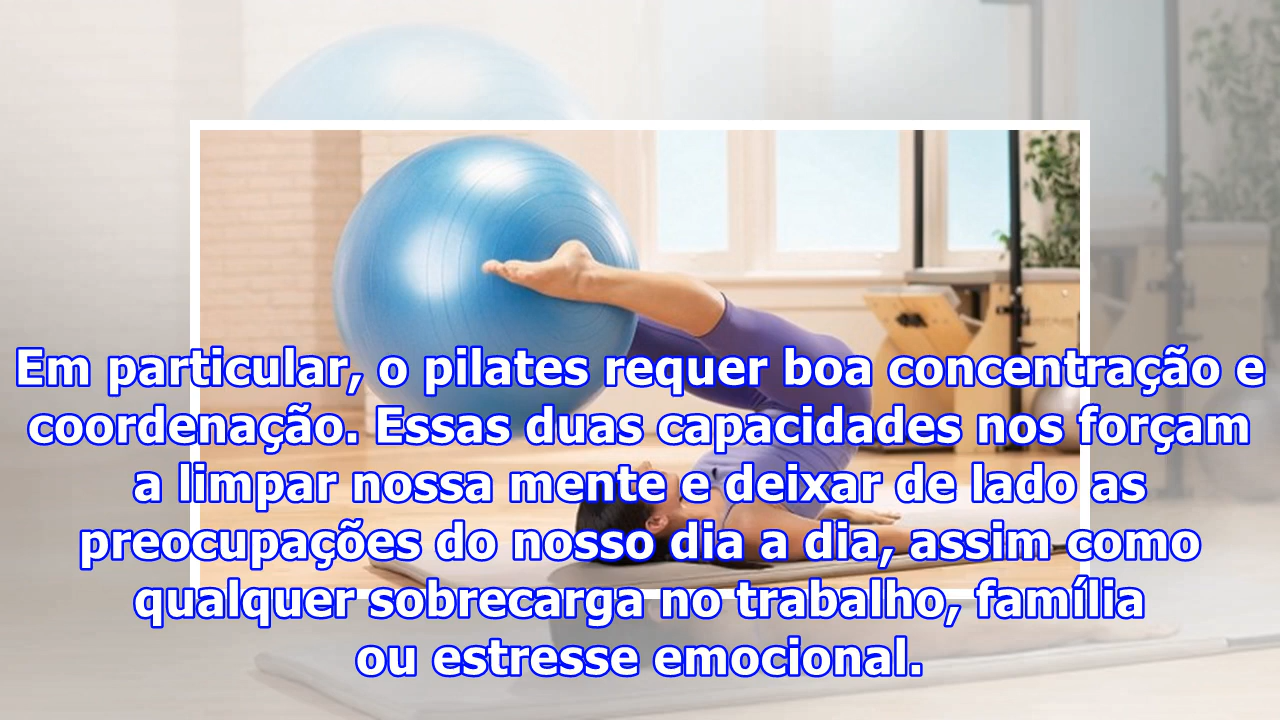 Em particular, o pilates requer boa concentração e
coordenação. Essas duas capacidades nos forçam
a limpar nossa mente e deixar de lado as
preocupações do nosso dia a dia, assim como
qualquer sobrecarga no trabalho, família
ou estresse emocional.